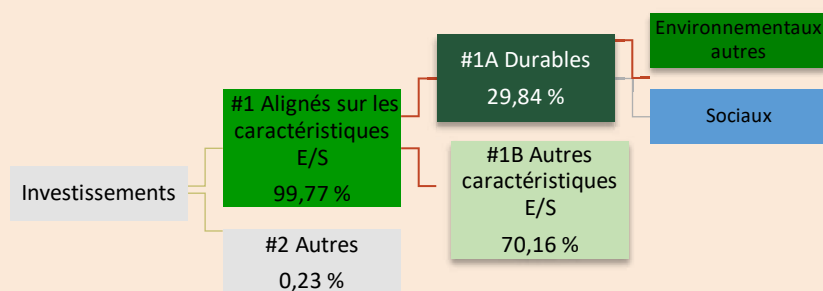 Investissements
#1 Alignés sur les
caractéristiques
E/S
99,77 %
#2 Autres
0,23 %
#1A Durables
29,84 %
#1B Autres
caractéristiques
E/S
70,16 %
Environnementaux
autres
Sociaux